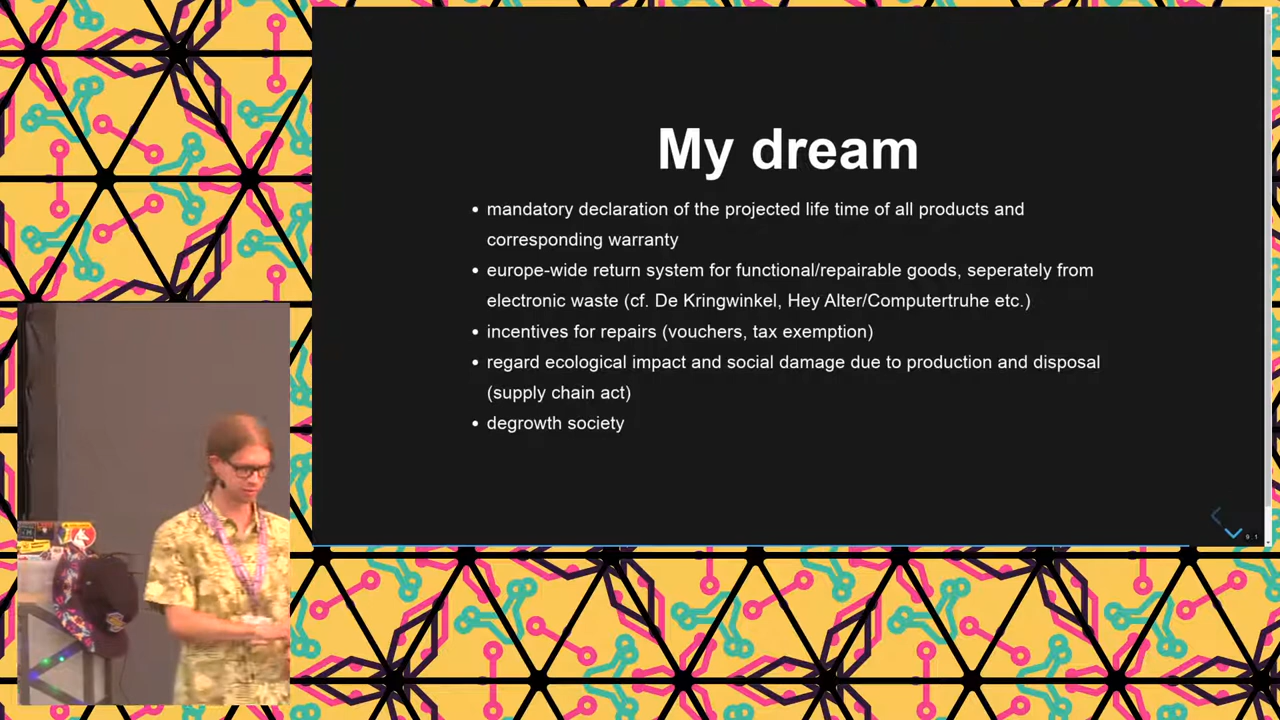 My dream
mandatory declaration of the projected life time of all products and
corresponding warranty
europe-wide return system for functional/repairable goods, seperately from
electronic waste (cf. De Kringwinkel, Hey Alter/Computertruhe etc.)
incentives for repairs (vouchers, tax exemption)
regard ecological impact and social damage due to production and disposal
(supply chain act)
degrowth society
9.1